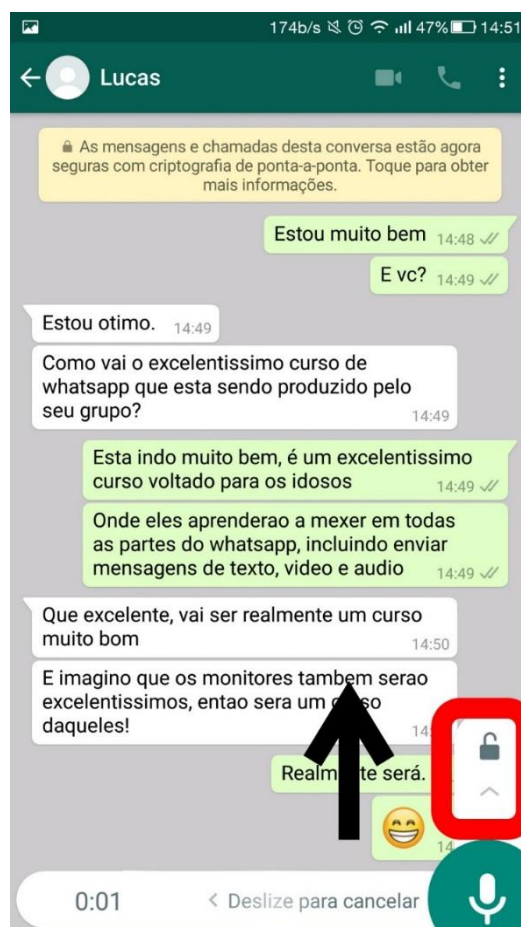 174b/s 47% 14:51
Lucas
As mensagens e chamadas desta conversa estão agora
seguras com criptografia de ponta-a-ponta. Toque para obter
mais informações.
Estou muito bem 14:48
E vc? 14:49
Estou otimo. 14:49
Como vai o excelentissimo curso de
whatsapp que esta sendo produzido pelo
seu grupo? 14:49
Esta indo muito bem, é um excelentissimo
curso voltado para os idosos 14:49
Onde eles aprenderao a mexer em todas
as partes do whatsapp, incluindo enviar
mensagens de texto, video e audio 14:49
Que excelente, vai ser realmente um curso
muito bom 14:50
E imagino que os monitores tambem serao
excelentissimos, entao sera um curso
daqueles!
Realmente será.
0:01 < Deslize para cancelar